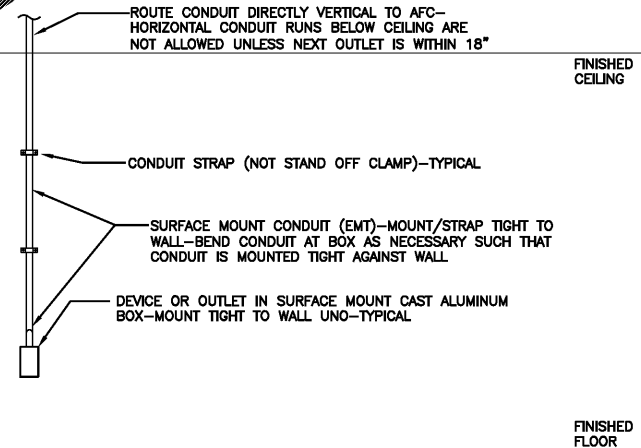 ROUTE CONDUIT DIRECTLY VERTICAL TO AFC-
HORIZONTAL CONDUIT RUNS BELOW CEILING ARE
NOT ALLOWED UNLESS NEXT OUTLET IS WITHIN 18"
FINISHED
CEILING
CONDUIT STRAP (NOT STAND OFF CLAMP)-TYPICAL
SURFACE MOUNT CONDUIT (EMT)-MOUNT/STRAP TIGHT TO
WALL-BEND CONDUIT AT BOX AS NECESSARY SUCH THAT
CONDUIT IS MOUNTED TIGHT AGAINST WALL
DEVICE OR OUTLET IN SURFACE MOUNT CAST ALUMINUM
BOX-MOUNT TIGHT TO WALL UNO-TYPICAL
FINISHED
FLOOR